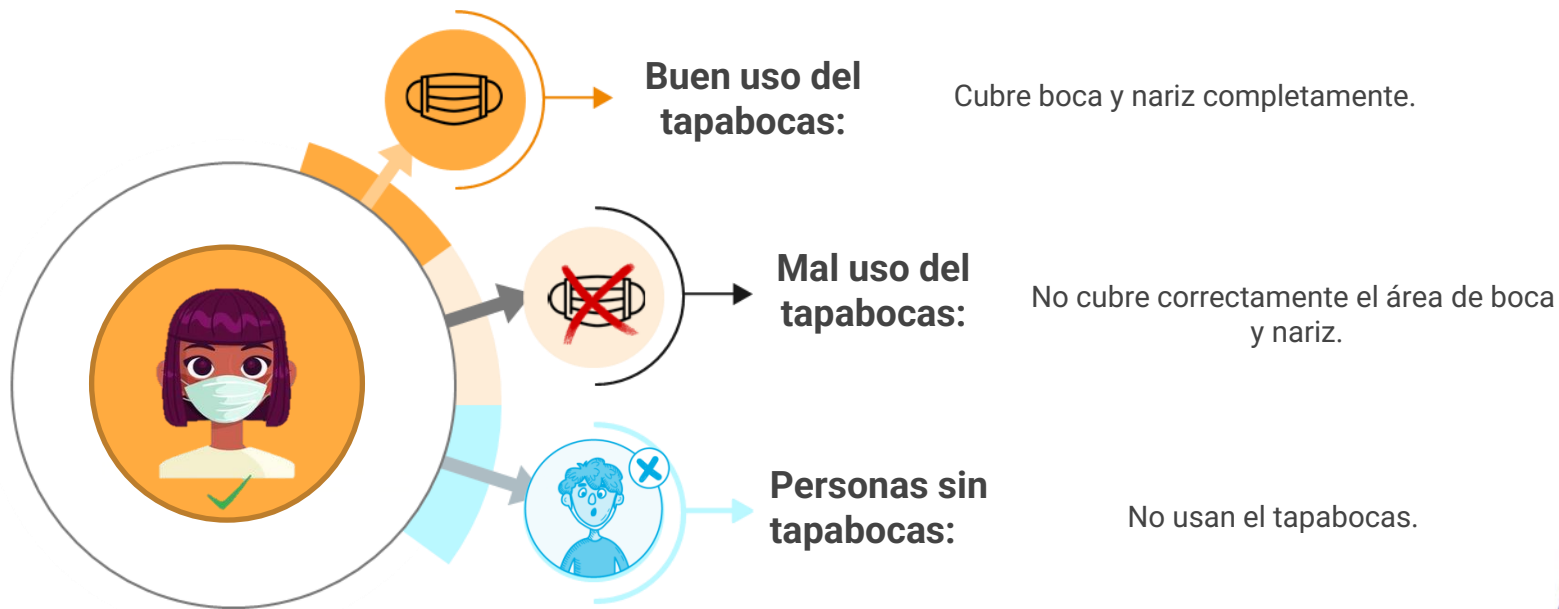 Buen uso del
tapabocas:
Cubre boca y nariz completamente.
Mal uso del
tapabocas:
No cubre correctamente el área de boca
y nariz.
Personas sin
tapabocas:
No usan el tapabocas.